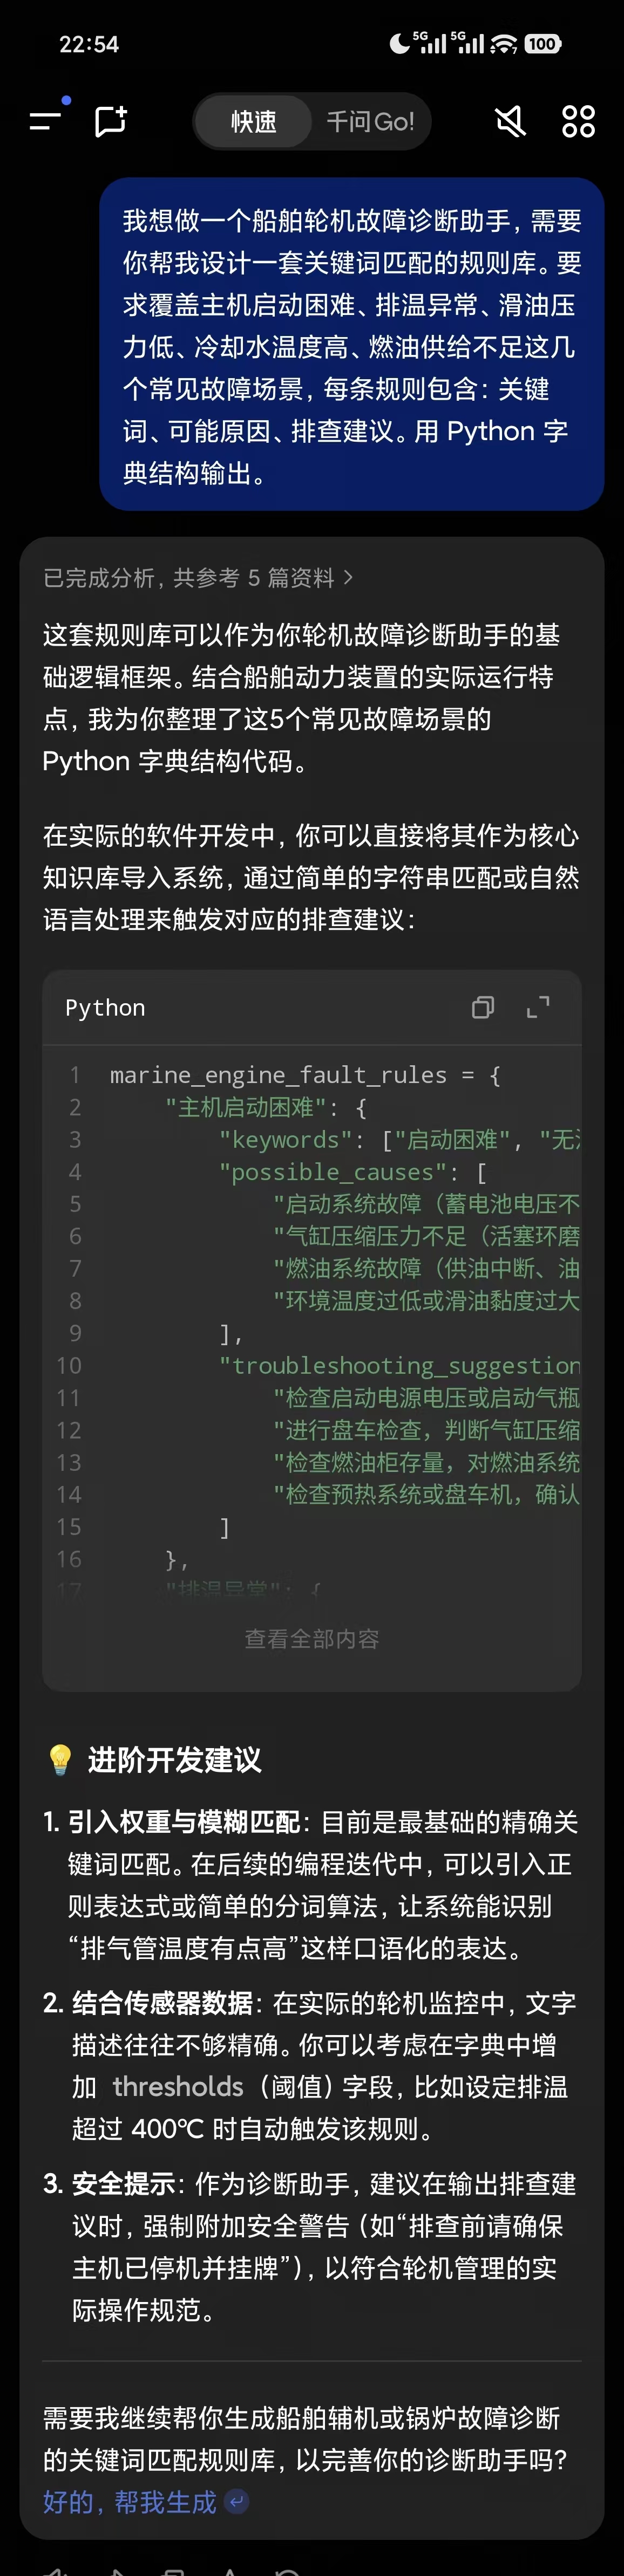 22:54
5G 5G 7 100
快速 千问Go!
我想做一个船舶轮机故障诊断助手，需要
你帮我设计一套关键词匹配的规则库。要
求覆盖主机启动困难、排温异常、滑油压
力低、冷却水温度高、燃油供给不足这几
个常见故障场景，每条规则包含：关键
词、可能原因、排查建议。用 Python 字
典结构输出。
已完成分析，共参考 5 篇资料 >
这套规则库可以作为你轮机故障诊断助手的基
础逻辑框架。结合船舶动力装置的实际运行特
点，我为你整理了这5个常见故障场景的
Python 字典结构代码。
在实际的软件开发中，你可以直接将其作为核心
知识库导入系统，通过简单的字符串匹配或自然
语言处理来触发对应的排查建议：
Python
1 marine_engine_fault_rules = {
2 "主机启动困难": {
3 "keywords": ["启动困难", "无
4 "possible_causes": [
5 "启动系统故障（蓄电池电压不
6 "气缸压缩压力不足（活塞环磨
7 "燃油系统故障（供油中断、油
8 "环境温度过低或滑油黏度过大
9 ],
10 "troubleshooting_suggestion
11 "检查启动电源电压或启动气瓶
12 "进行盘车检查，判断气缸压缩
13 "检查燃油柜存量，对燃油系统
14 "检查预热系统或盘车机，确认
15 ]
16 },
17 "排温异常": {
查看全部内容
💡 进阶开发建议
1. 引入权重与模糊匹配：目前是最基础的精确关
键词匹配。在后续的编程迭代中，可以引入正
则表达式或简单的分词算法，让系统能识别
“排气管温度有点高”这样口语化的表达。
2. 结合传感器数据：在实际的轮机监控中，文字
描述往往不够精确。你可以考虑在字典中增
加 thresholds（阈值）字段，比如设定排温
超过 400℃ 时自动触发该规则。
3. 安全提示：作为诊断助手，建议在输出排查建
议时，强制附加安全警告（如“排查前请确保
主机已停机并挂牌”），以符合轮机管理的实
际操作规范。
需要我继续帮你生成船舶辅机或锅炉故障诊断
的关键词匹配规则库，以完善你的诊断助手吗？
好的，帮我生成